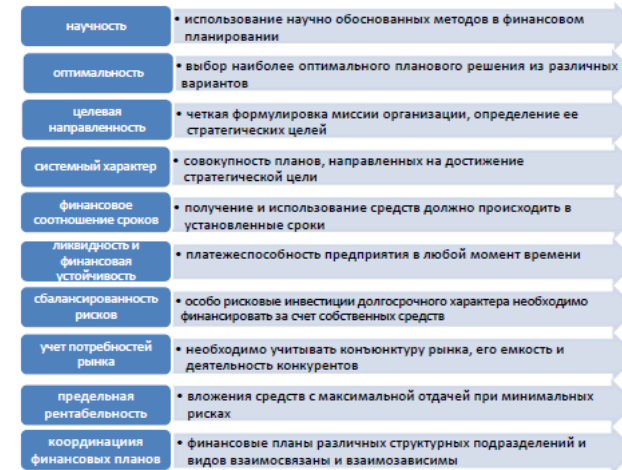 научность
• использование научно обоснованных методов в финансовом
планировании
оптимальность
• выбор наиболее оптимального планового решения из различных
вариантов
целевая
направленность
• четкая формулировка миссии организации, определение ее
стратегических целей
системный характер
• совокупность планов, направленных на достижение
стратегической цели
финансовое
соотношение сроков
• получение и использование средств должно происходить в
установленные сроки
ликвидность и
финансовая
устойчивость
• платежеспособность предприятия в любой момент времени
сбалансированность
рисков
• особо рисковые инвестиции долгосрочного характера необходимо
финансировать за счет собственных средств
учет потребностей
рынка
• необходимо учитывать конъюнктуру рынка, его емкость и
деятельность конкурентов
предельная
рентабельность
• вложения средств с максимальной отдачей при минимальных
рисках
координациия
финансовых планов
• финансовые планы различных структурных подразделений и
видов взаимосвязаны и взаимозависимы